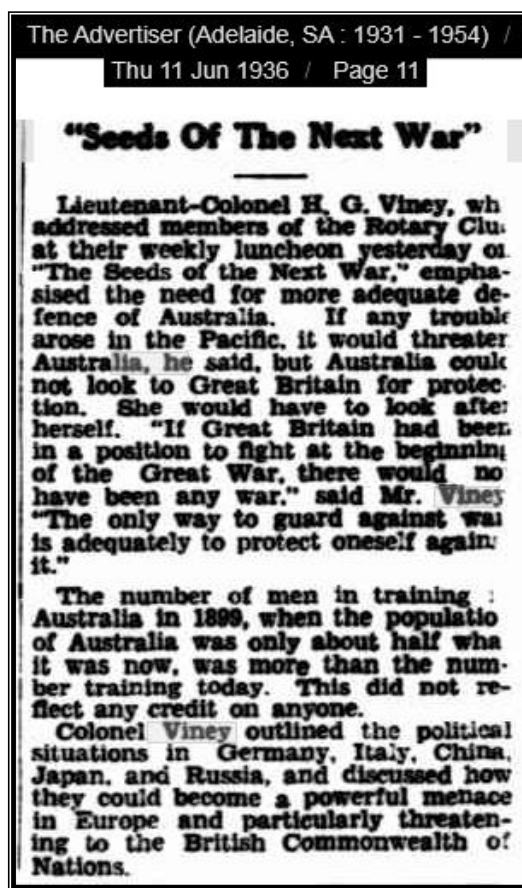 The Advertiser (Adelaide, SA : 1931 - 1954) /
Thu 11 Jun 1936 / Page 11
"Seeds Of The Next War"
Lieutenant-Colonel H. G. Viney, wh
addressed members of the Rotary Clu
at their weekly luncheon yesterday o
"The Seeds of the Next War," empha-
sised the need for more adequate de-
fence of Australia. If any trouble
arose in the Pacific, it would threaten
Australia, he said, but Australia could
not look to Great Britain for protec-
tion. She would have to look after
herself. "If Great Britain had been
in a position to fight at the beginning
of the Great War, there would no
have been any war," said Mr. Viney
"The only way to guard against war
is adequately to protect oneself again
it."
The number of men in training
Australia in 1899, when the populatio
of Australia was only about half wha
it was now, was more than the num-
ber training today. This did not re-
flect any credit on anyone.
Colonel Viney outlined the political
situations in Germany, Italy, China,
Japan, and Russia, and discussed how
they could become a powerful menace
in Europe and particularly threaten-
ing to the British Commonwealth of
Nations.